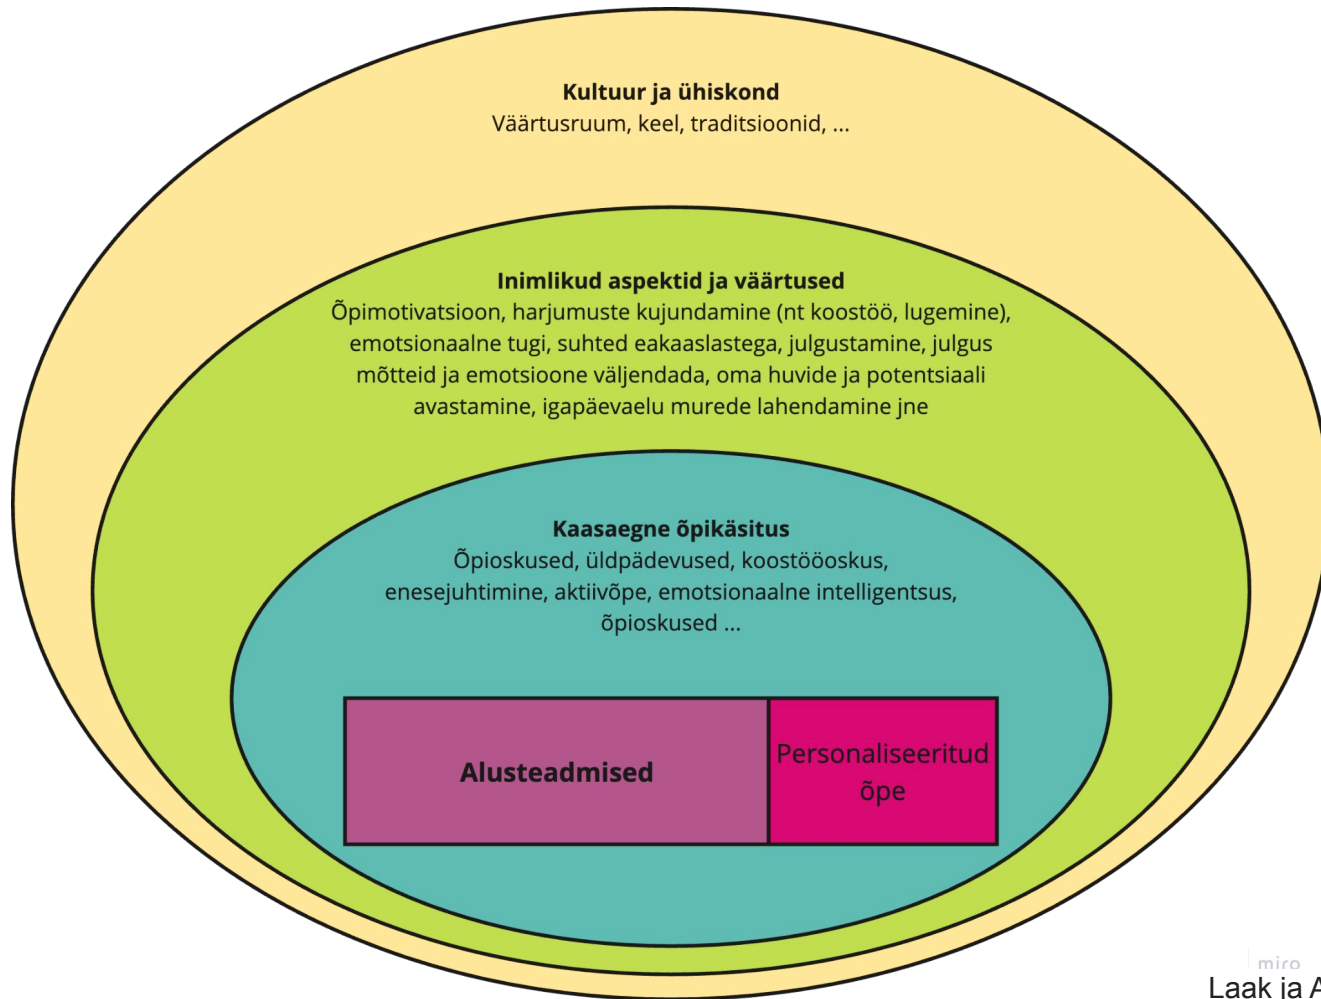 Kultuur ja ühiskond
Väärtusruum, keel, traditsioonid, ...
Inimlikud aspektid ja väärtused
Õpimotivatsioon, harjumuste kujundamine (nt koostöö, lugemine),
emotsionaalne tugi, suhted eakaaslastega, julgustamine, julgus
mõtteid ja emotsioone väljendada, oma huvide ja potentsiaali
avastamine, igapäevaelu murede lahendamine jne
Kaasaegne õpikäsitus
Õpioskused, üldpädevused, koostööoskus,
enesejuhtimine, aktiivõpe, emotsionaalne intelligentsus,
õpioskused ...
Alusteadmised
Personaliseeritud
õpe
miro
Laak ja A